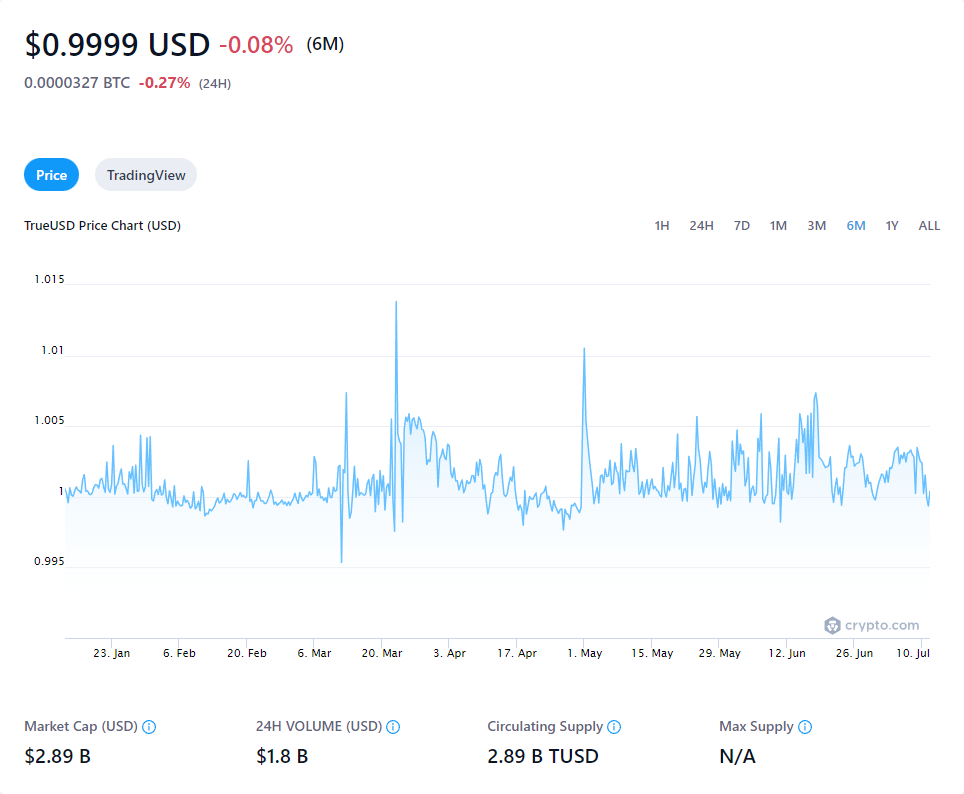 $0.9999 USD -0.08% (6M)
0.0000327 BTC -0.27% (24H)
Price TradingView
TrueUSD Price Chart (USD) 1H 24H 7D 1M 3M 6M 1Y ALL
1.015
1.01
1.005
1
0.995
crypto.com
23. Jan 6. Feb 20. Feb 6. Mar 20. Mar 3. Apr 17. Apr 1. May 15. May 29. May 12. Jun 26. Jun 10. Jul
Market Cap (USD) 24H VOLUME (USD) Circulating Supply Max Supply
$2.89 B $1.8 B 2.89 B TUSD N/A